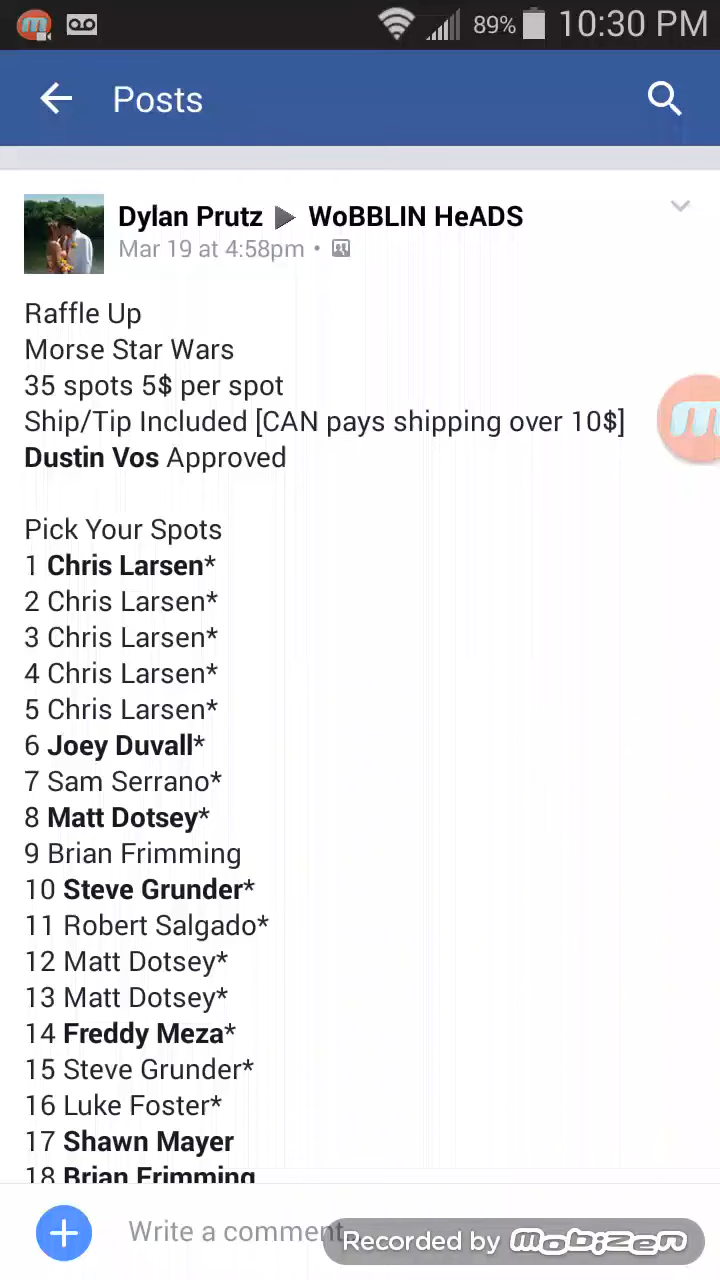 89% 10:30 PM
Posts
Dylan Prutz ▶ WoBBLIN HeADS
Mar 19 at 4:58pm •
Raffle Up
Morse Star Wars
35 spots 5$ per spot
Ship/Tip Included [CAN pays shipping over 10$]
Dustin Vos Approved
Pick Your Spots
1 Chris Larsen*
2 Chris Larsen*
3 Chris Larsen*
4 Chris Larsen*
5 Chris Larsen*
6 Joey Duvall*
7 Sam Serrano*
8 Matt Dotsey*
9 Brian Frimming
10 Steve Grunder*
11 Robert Salgado*
12 Matt Dotsey*
13 Matt Dotsey*
14 Freddy Meza*
15 Steve Grunder*
16 Luke Foster*
17 Shawn Mayer
18 Brian Frimming
Write a comment
Recorded by mobizen